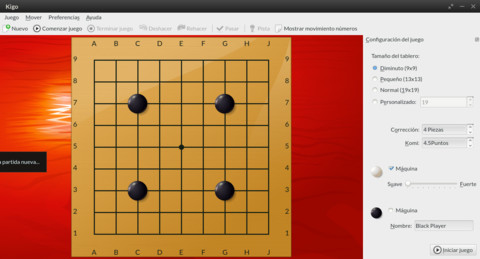 Kigo
Juego Mover Preferencias Ayuda
Nuevo Comenzar juego Terminar juego Deshacer Rehacer Pasar Pista Mostrar movimiento números
A B C D E F G H J
9 9
8 8
7 7
6 6
5 5
4 4
3 3
2 2
1 1
A B C D E F G H J
partida nueva...
Configuración del juego
Tamaño del tablero:
Diminuto (9x9)
Pequeño (13x13)
Normal (19x19)
Personalizado: 19
Corrección: 4 Piezas
Komi: 4.5Puntos
Máquina
Suave Fuerte
Máquina
Nombre: Black Player
Iniciar juego